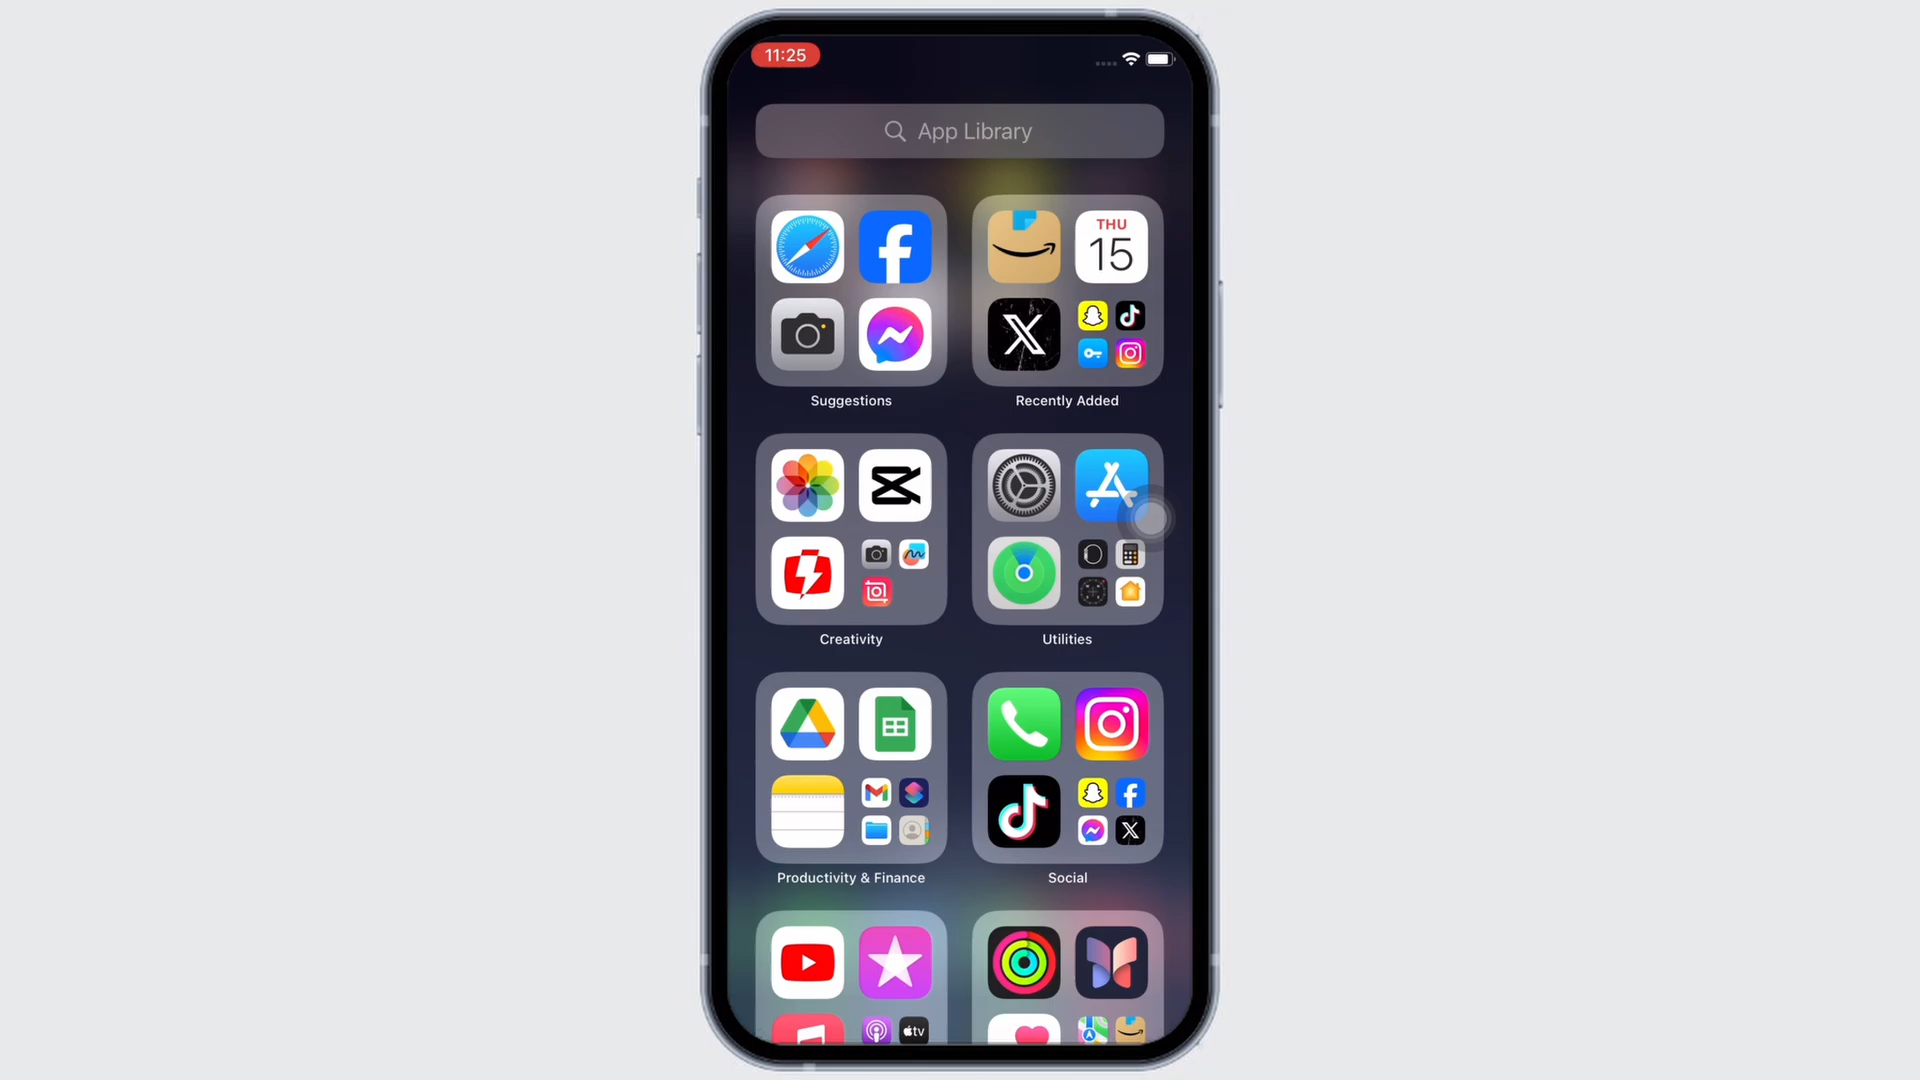 11:25
App Library
THU
15
Suggestions
Recently Added
Creativity
Utilities
Productivity & Finance
Social
tv